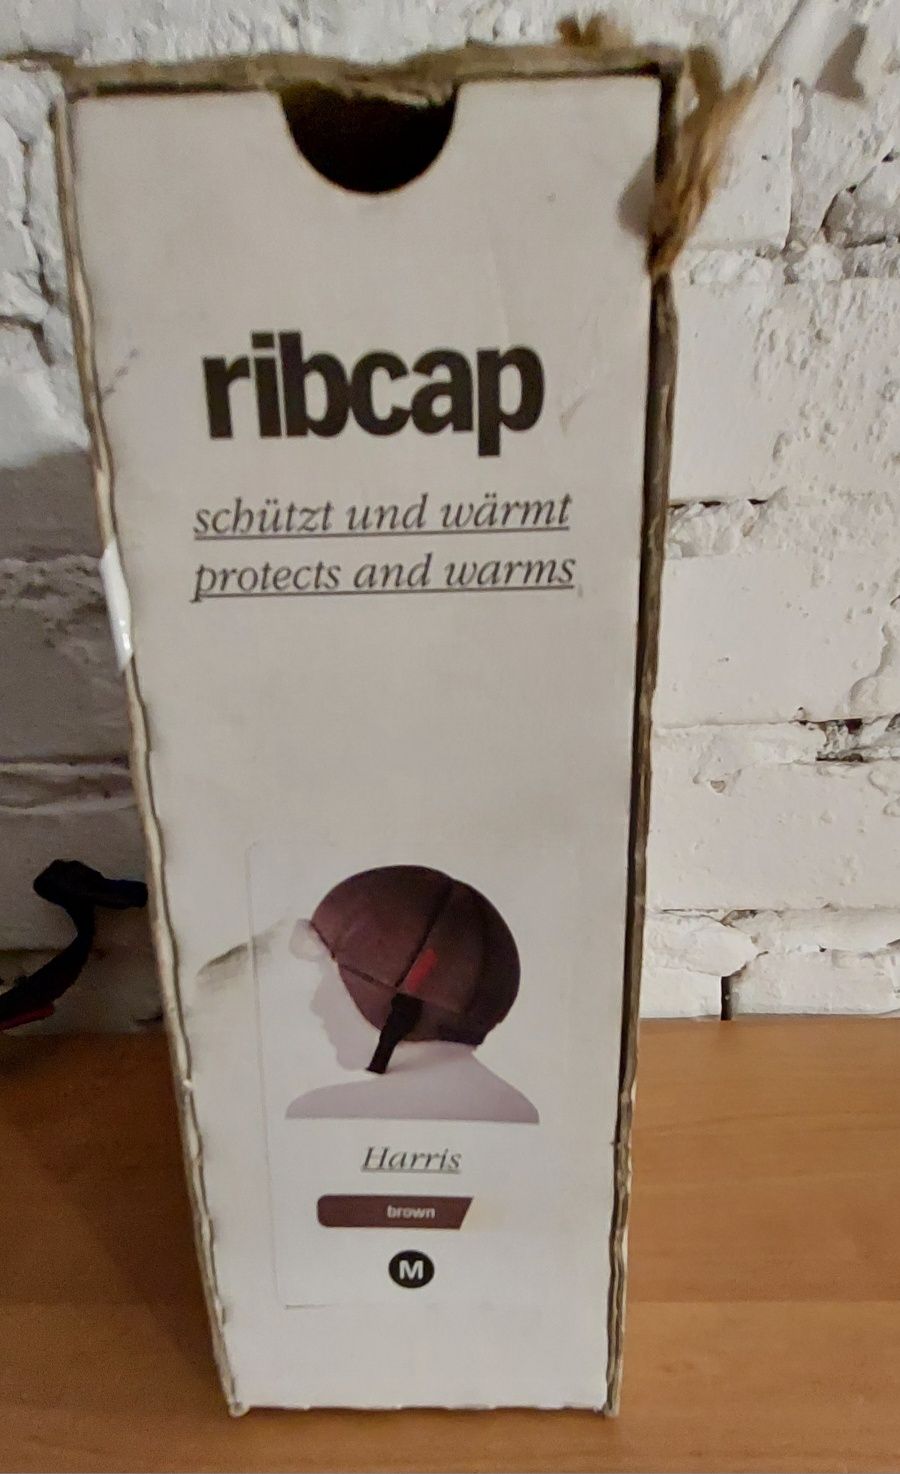 ribcap
schützt und wärmt
protects and warms
Harris
brown
M